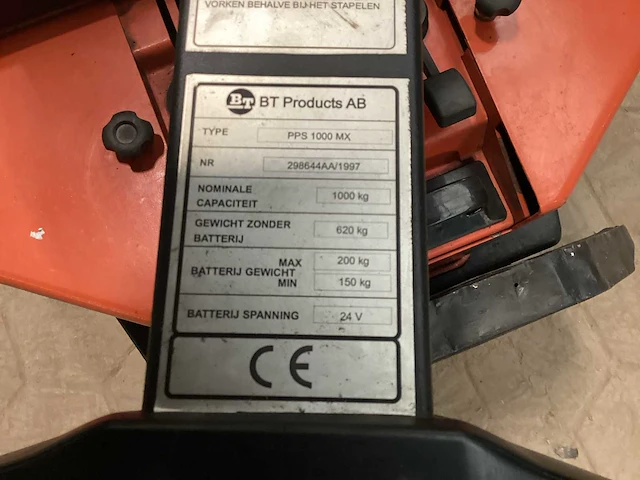 VORKEN BEHALVE BIJ HET STAPELEN
BT BT Products AB
TYPE PPS 1000 MX
NR 298644AA/1997
NOMINALE CAPACITEIT 1000 kg
GEWICHT ZONDER BATTERIJ 620 kg
BATTERIJ GEWICHT MAX 200 kg
MIN 150 kg
BATTERIJ SPANNING 24 V
CE